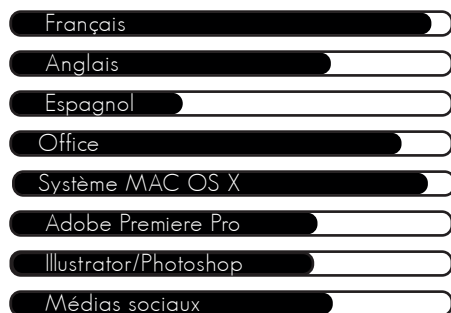 Français
Anglais
Espagnol
Office
Système MAC OS X
Adobe Premiere Pro
Illustrator/Photoshop
Médias sociaux